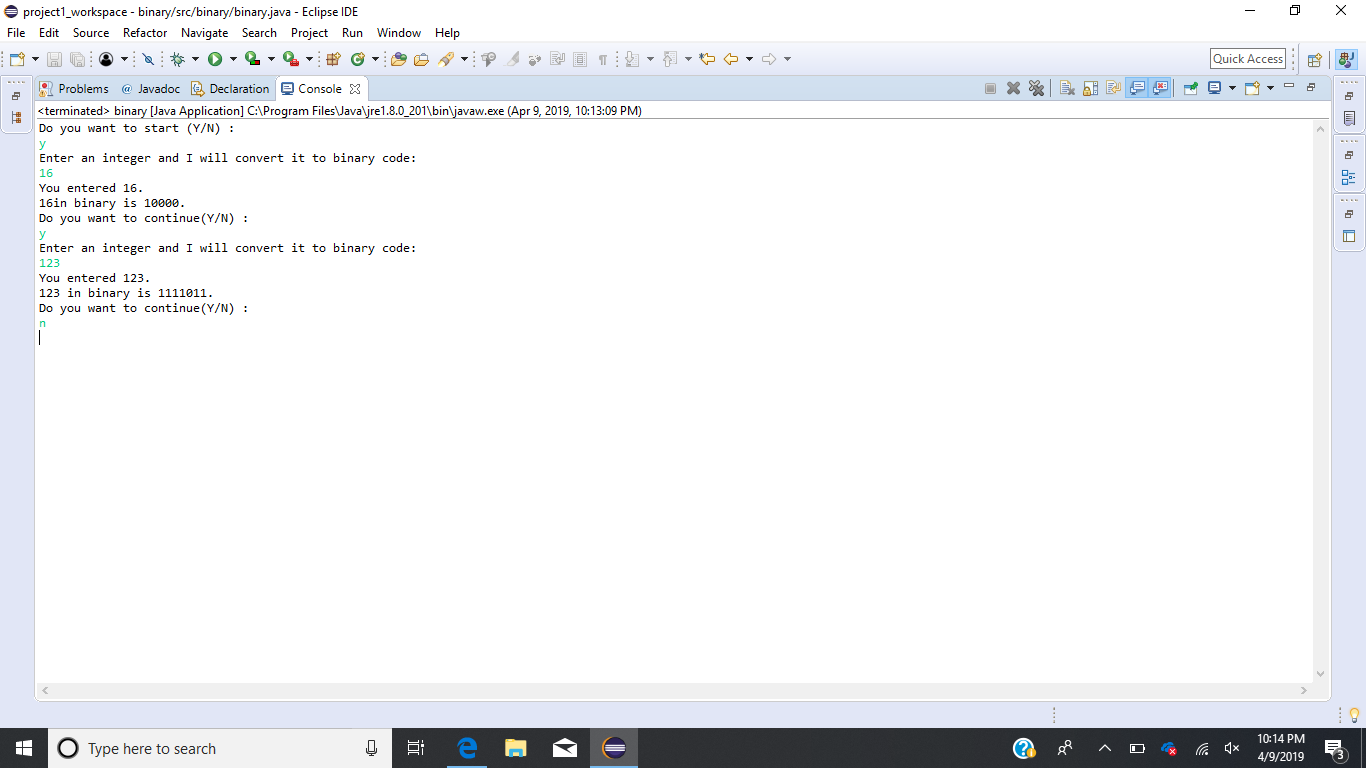 project1_workspace - binary/src/binary/binary.java - Eclipse IDE
File Edit Source Refactor Navigate Search Project Run Window Help
Quick Access
Problems @ Javadoc Declaration Console
<terminated> binary [Java Application] C:\Program Files\Java\jre1.8.0_201\bin\javaw.exe (Apr 9, 2019, 10:13:09 PM)
Do you want to start (Y/N) :
y
Enter an integer and I will convert it to binary code:
16
You entered 16.
16in binary is 10000.
Do you want to continue(Y/N) :
y
Enter an integer and I will convert it to binary code:
123
You entered 123.
123 in binary is 1111011.
Do you want to continue(Y/N) :
n
Type here to search
10:14 PM
4/9/2019
3